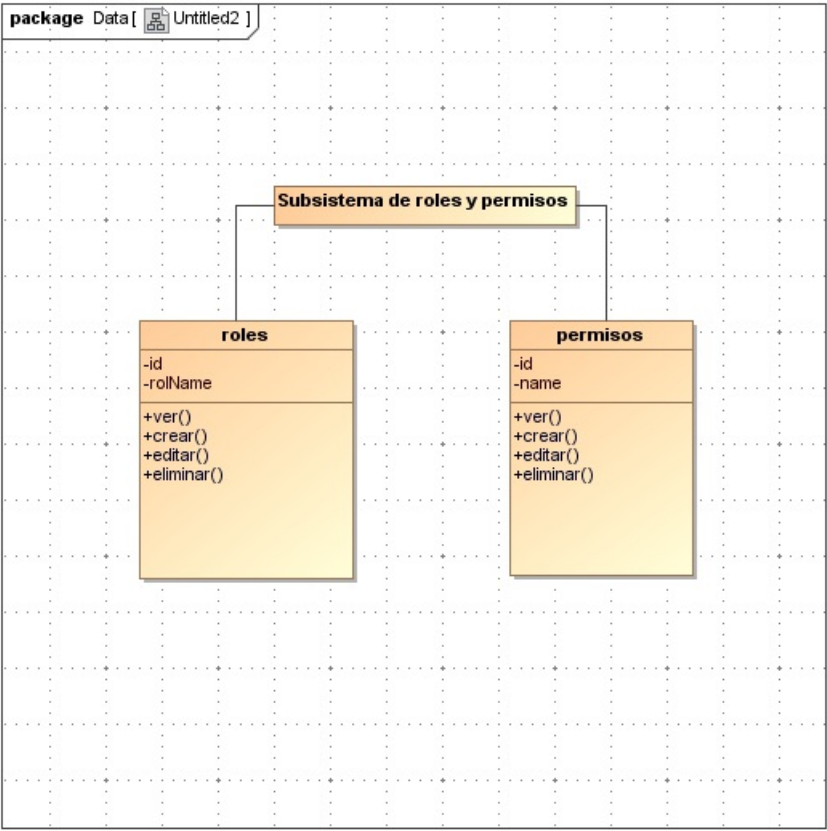 package Data[ Untitled2 ]
Subsistema de roles y permisos
roles
-id
-rolName
+ver()
+crear()
+editar()
+eliminar()
permisos
-id
-name
+ver()
+crear()
+editar()
+eliminar()